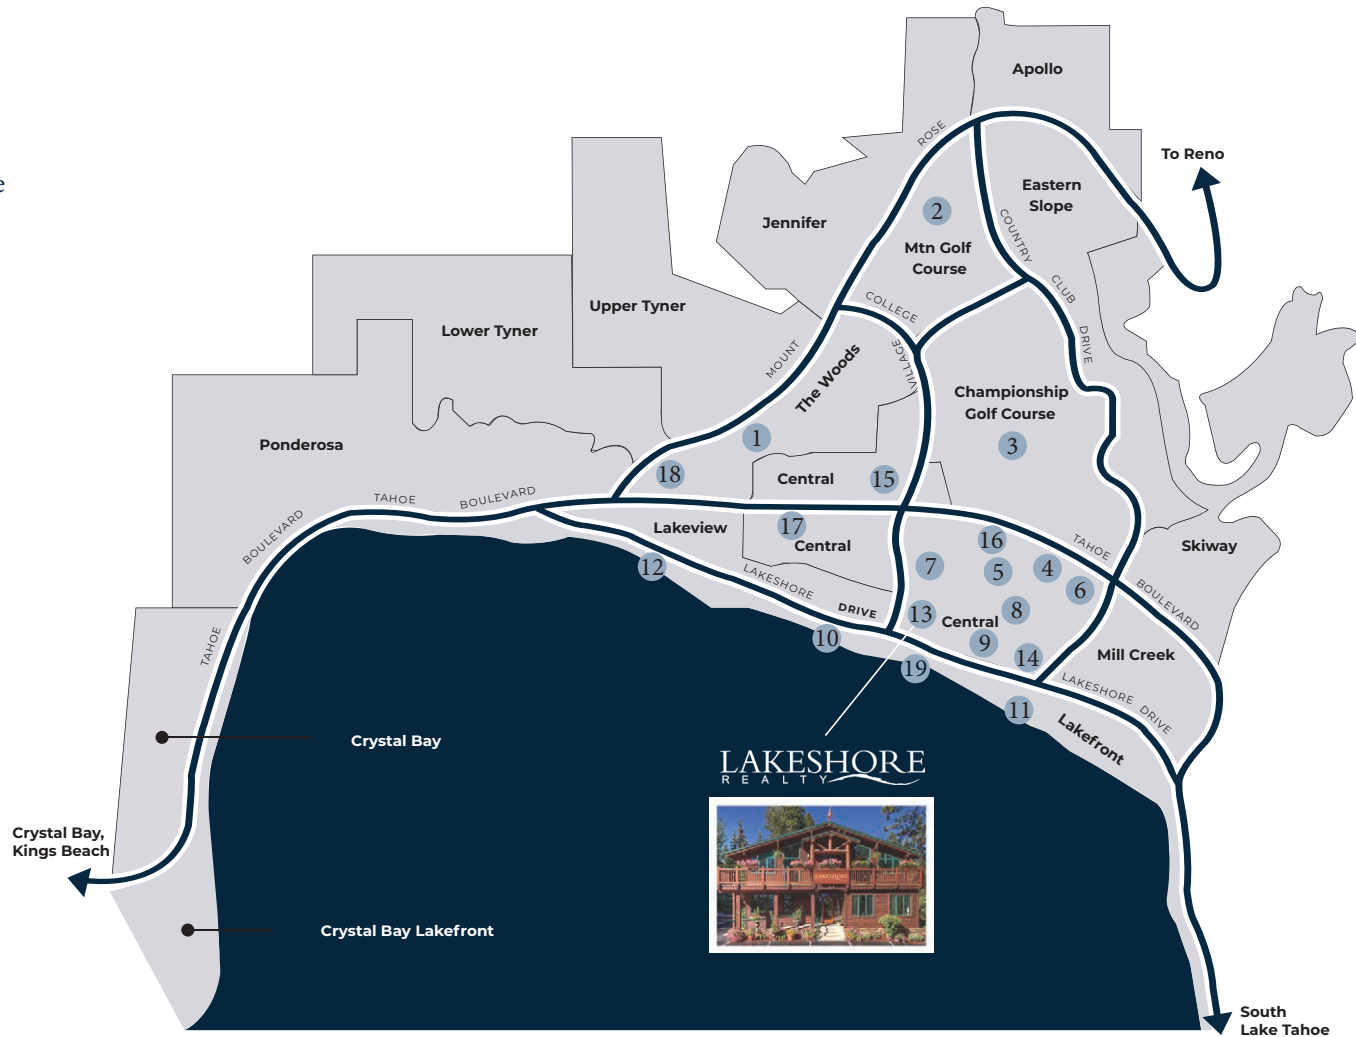 Apollo
ROSE
To Reno
e
Eastern
Slope
2
Jennifer
COUNTRY
Mtn Golf
Course
CLUB
Upper Tyner
COLLEGE
Lower Tyner
DRIVE
MOUNT
VILLAGE
The Woods
Championship
Golf Course
Ponderosa
1
3
18
Central
15
TAHOE
BOULEVARD
BOULEVARD
Lakeview
17
Central
16
TAHOE
Skiway
12
7
5
4
6
LAKESHORE
DRIVE
BOULEVARD
13
Central
8
10
9
14
Mill Creek
TAHOE
19
LAKESHORE
DRIVE
11
Lakefront
Crystal Bay
LAKESHORE
REALTY
Crystal Bay,
Kings Beach
LAKESHORE
Crystal Bay Lakefront
South
Lake Tahoe